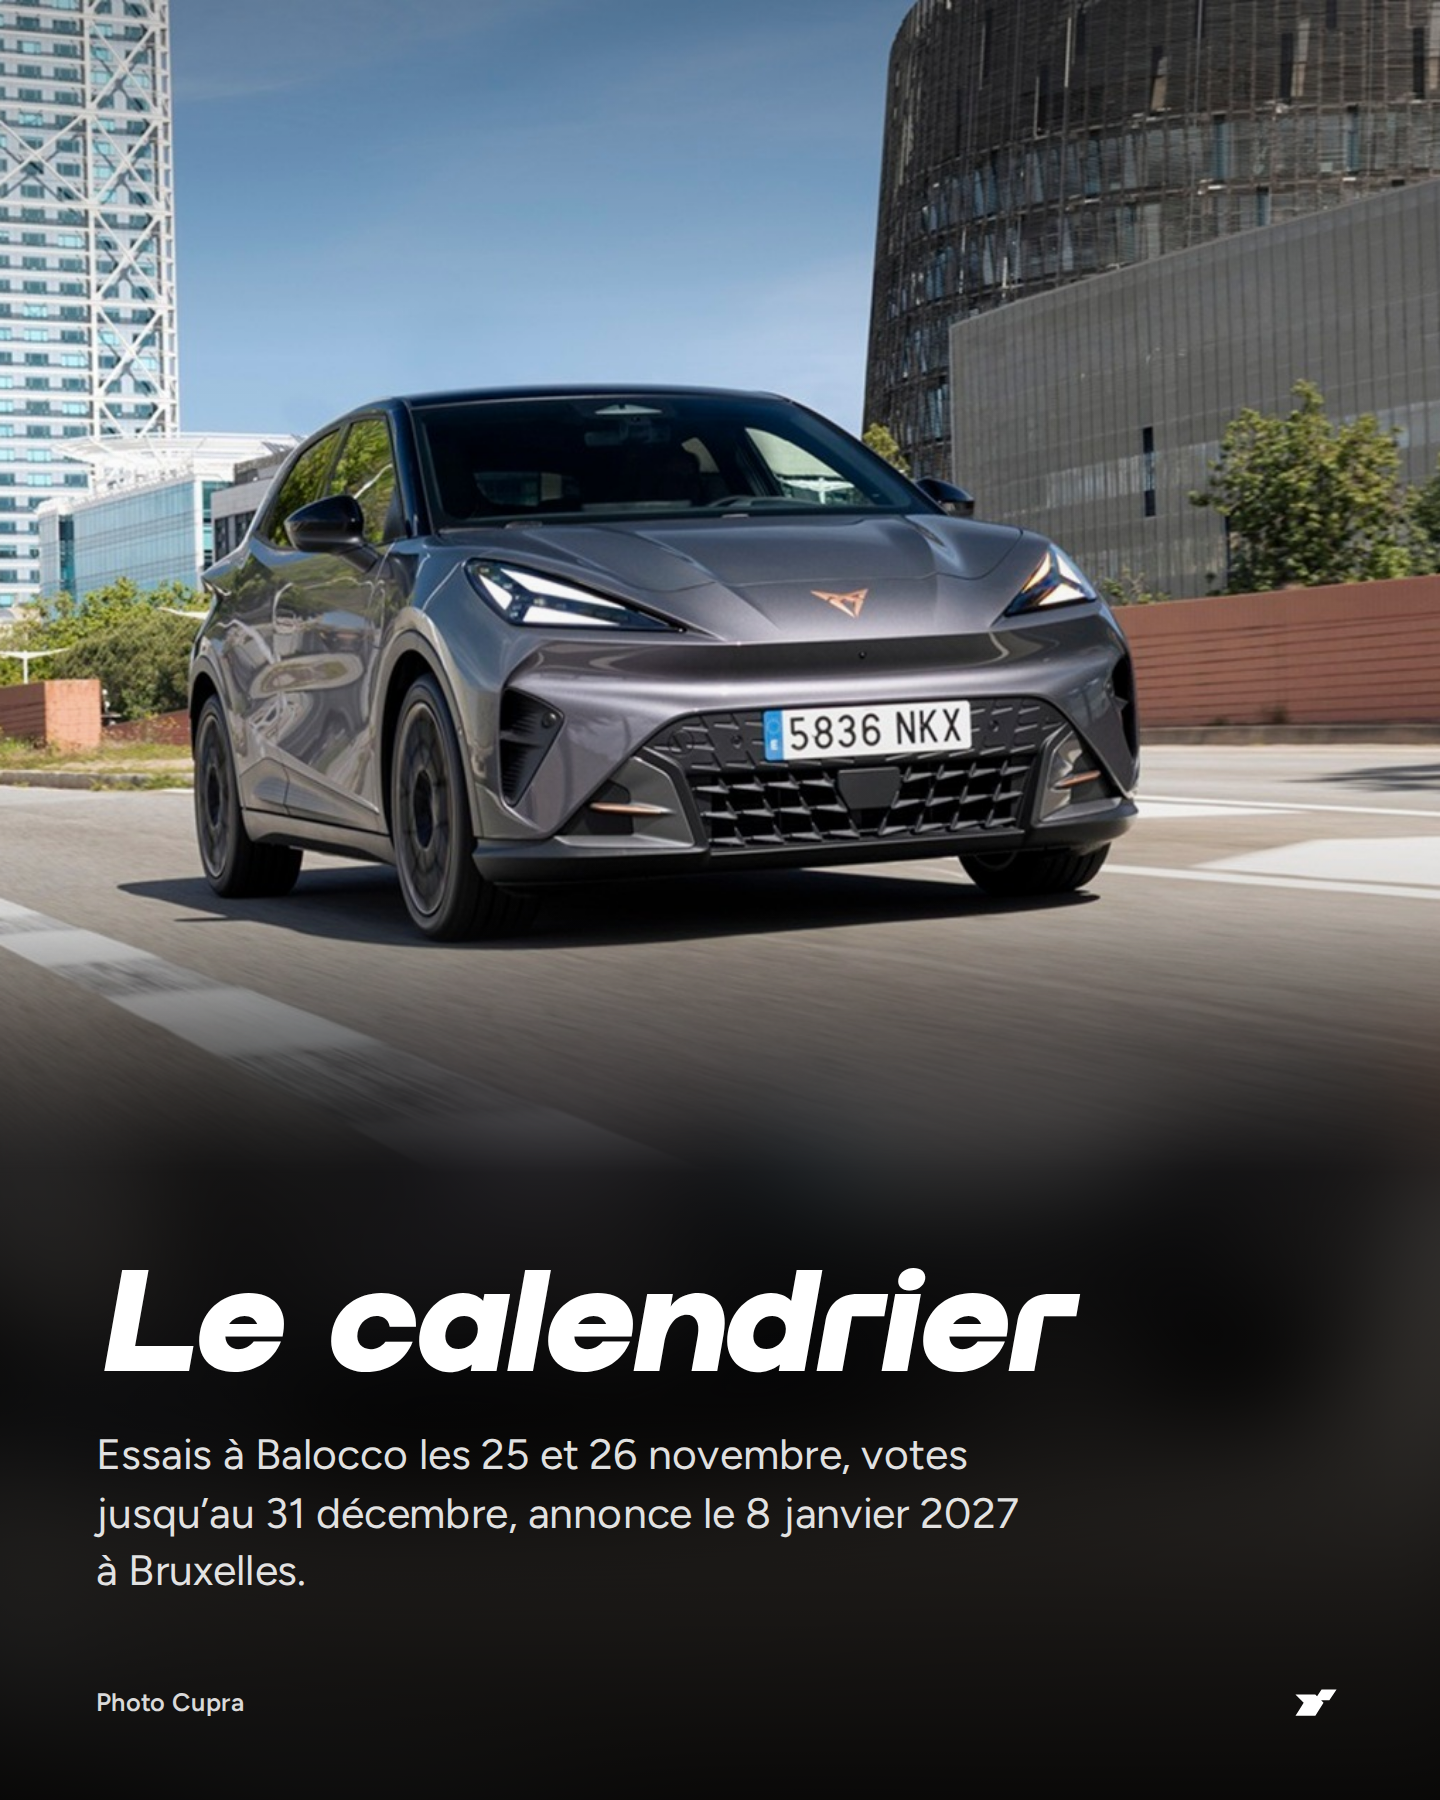 5836 NKX
E
Le calendrier
Essais à Balocco les 25 et 26 novembre, votes
jusqu’au 31 décembre, annonce le 8 janvier 2027
à Bruxelles.
Photo Cupra